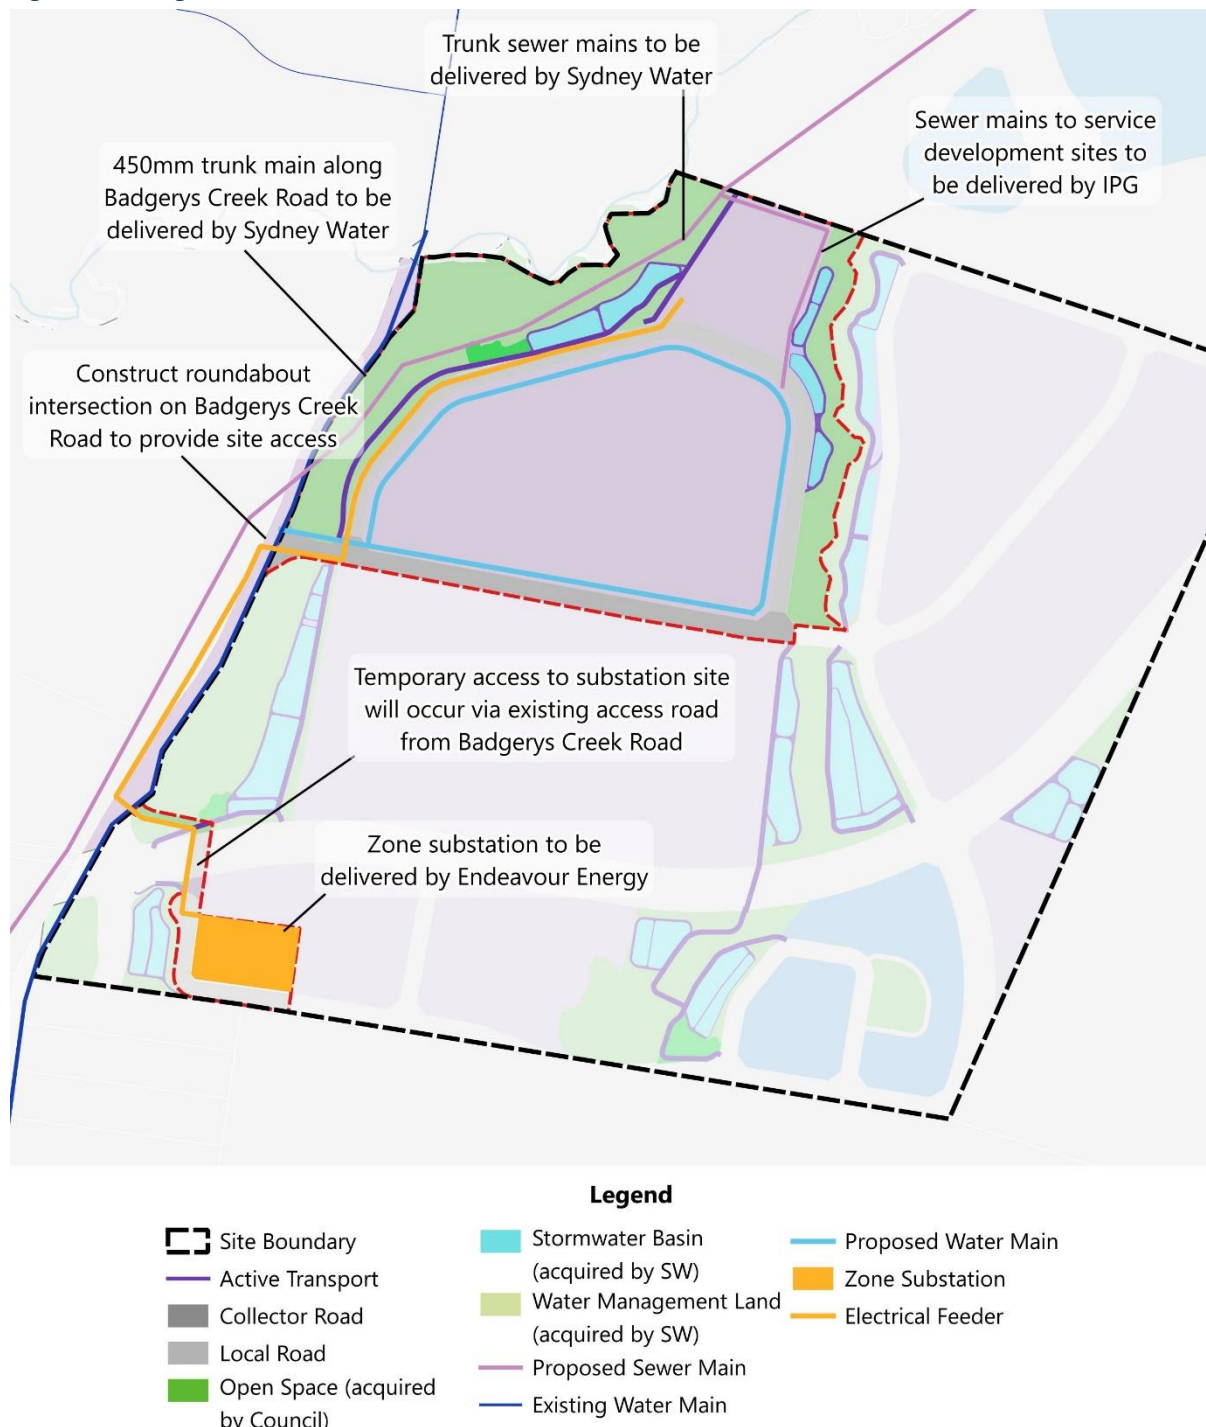 Trunk sewer mains to be
delivered by Sydney Water
Sewer mains to service
development sites to
be delivered by IPG
450mm trunk main along
Badgerys Creek Road to be
delivered by Sydney Water
Construct roundabout
intersection on Badgerys Creek
Road to provide site access
Temporary access to substation site
will occur via existing access road
from Badgerys Creek Road
Zone substation to be
delivered by Endeavour Energy
Legend
Site Boundary
Active Transport
Collector Road
Local Road
Open Space (acquired
by Council)
Stormwater Basin
(acquired by SW)
Water Management Land
(acquired by SW)
Proposed Sewer Main
Existing Water Main
Proposed Water Main
Zone Substation
Electrical Feeder